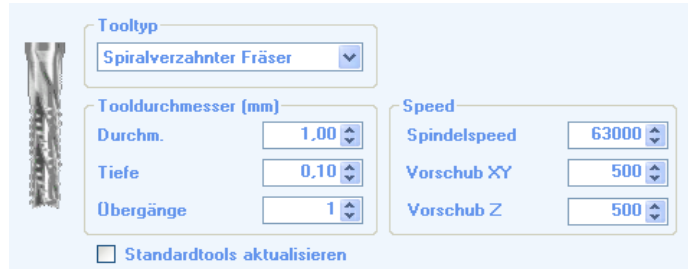 Tooltyp
Spiralverzahnter Fräser
Tooldurchmesser (mm)
Durchm. 1,00
Tiefe 0,10
Übergänge 1
Speed
Spindelspeed 63000
Vorschub XY 500
Vorschub Z 500
Standardtools aktualisieren